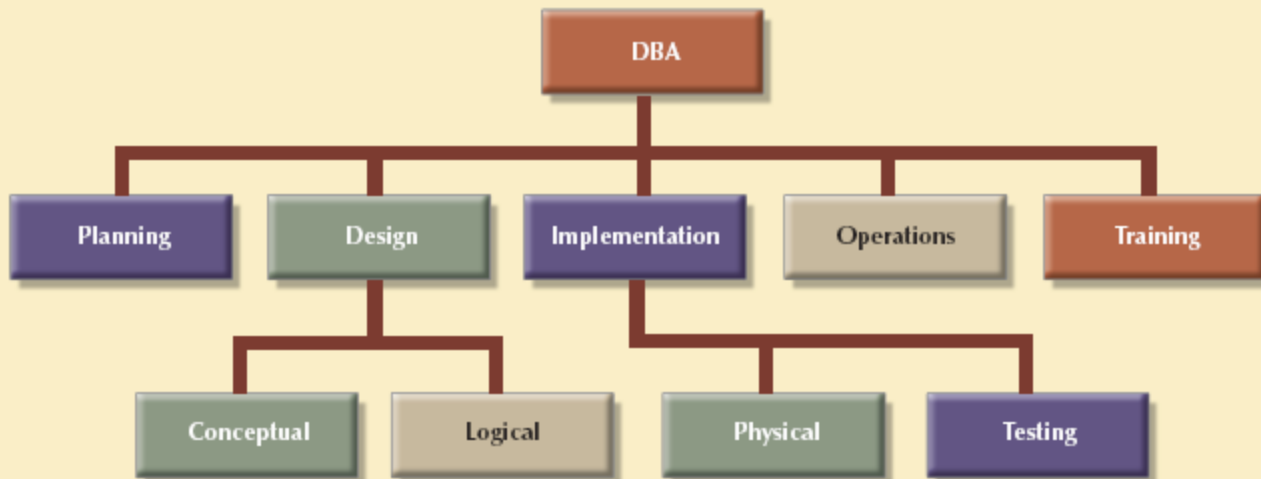 DBA
Planning
Design
Implementation
Operations
Training
Conceptual
Logical
Physical
Testing